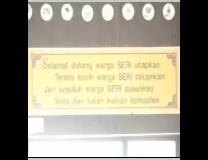 Selamat datang warga SERI ucapkan
Terima kasih warga SERI rakamkan
Jari sepuluh warga SERI susunkan
Silap dan salah mohon kemaafan